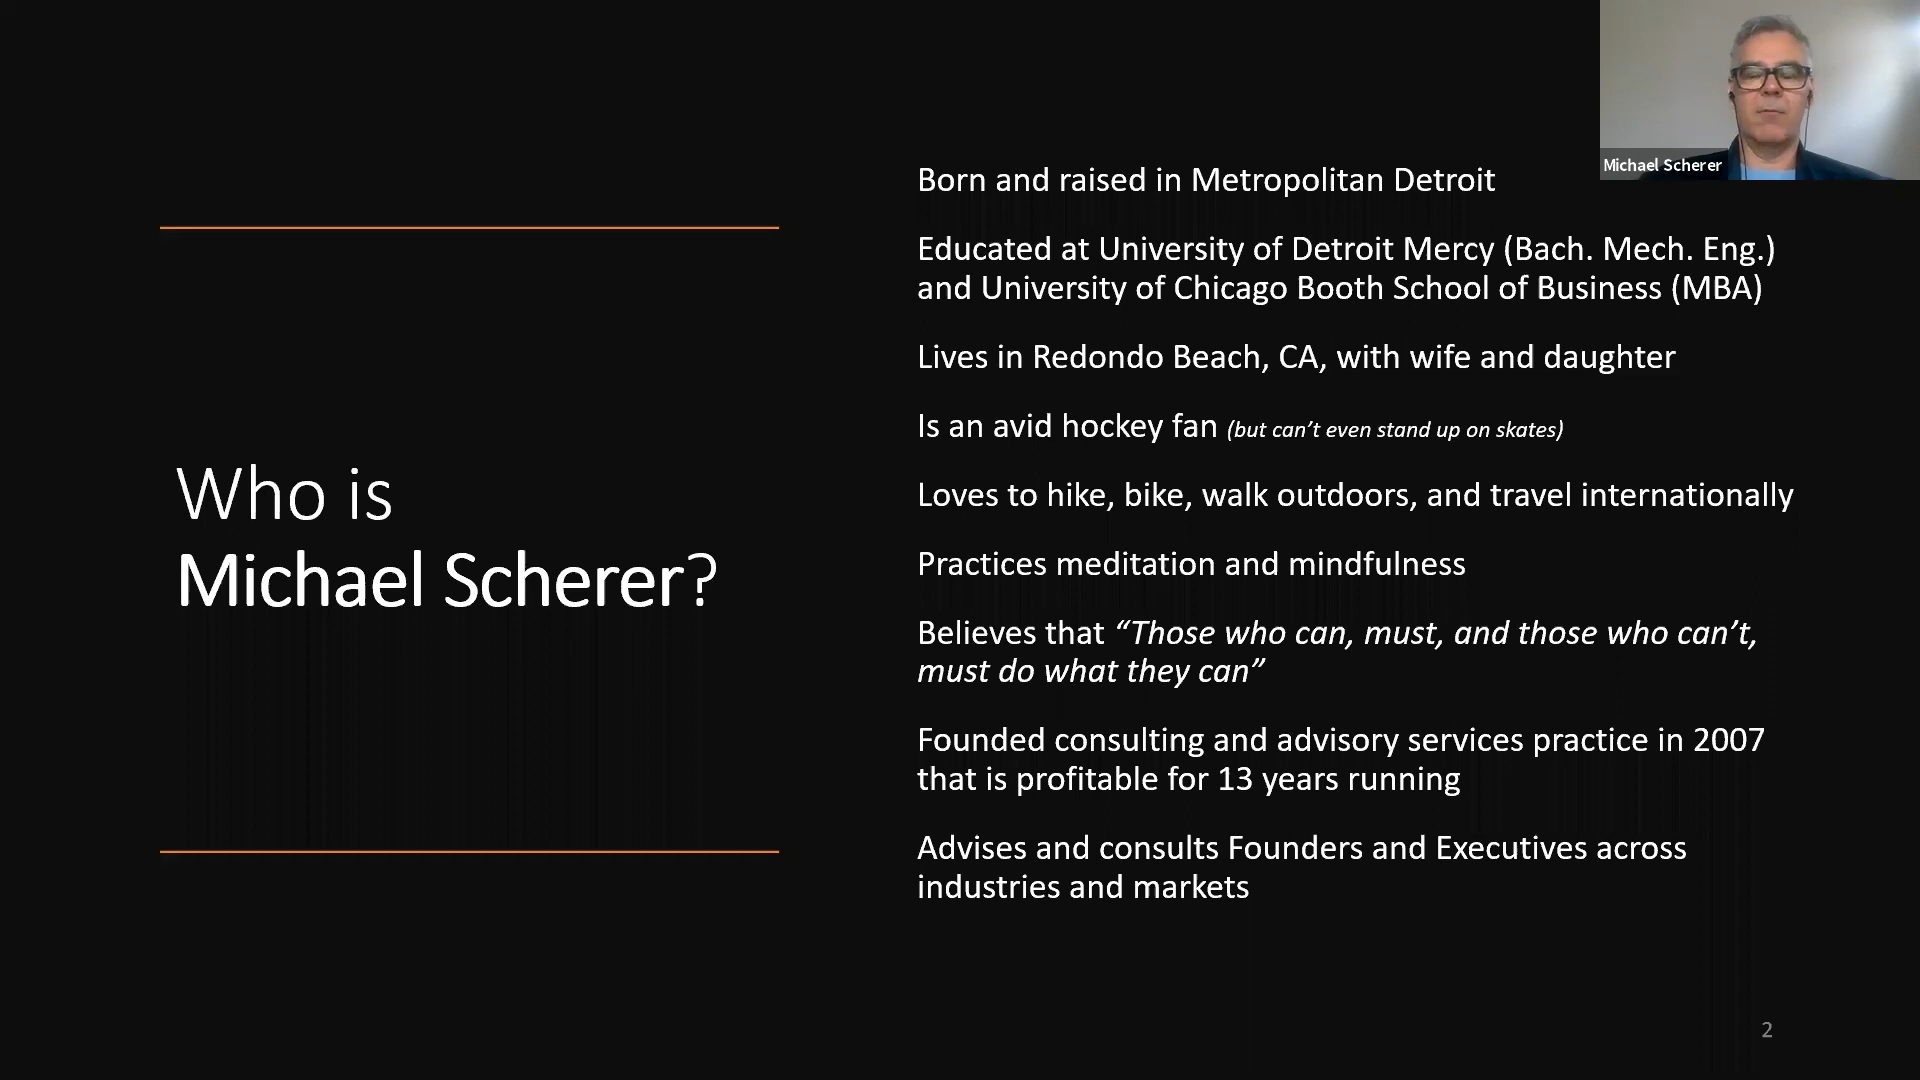 Michael Scherer
Who is
Michael Scherer?
Born and raised in Metropolitan Detroit
Educated at University of Detroit Mercy (Bach. Mech. Eng.)
and University of Chicago Booth School of Business (MBA)
Lives in Redondo Beach, CA, with wife and daughter
Is an avid hockey fan (but can’t even stand up on skates)
Loves to hike, bike, walk outdoors, and travel internationally
Practices meditation and mindfulness
Believes that “Those who can, must, and those who can’t,
must do what they can”
Founded consulting and advisory services practice in 2007
that is profitable for 13 years running
Advises and consults Founders and Executives across
industries and markets
2